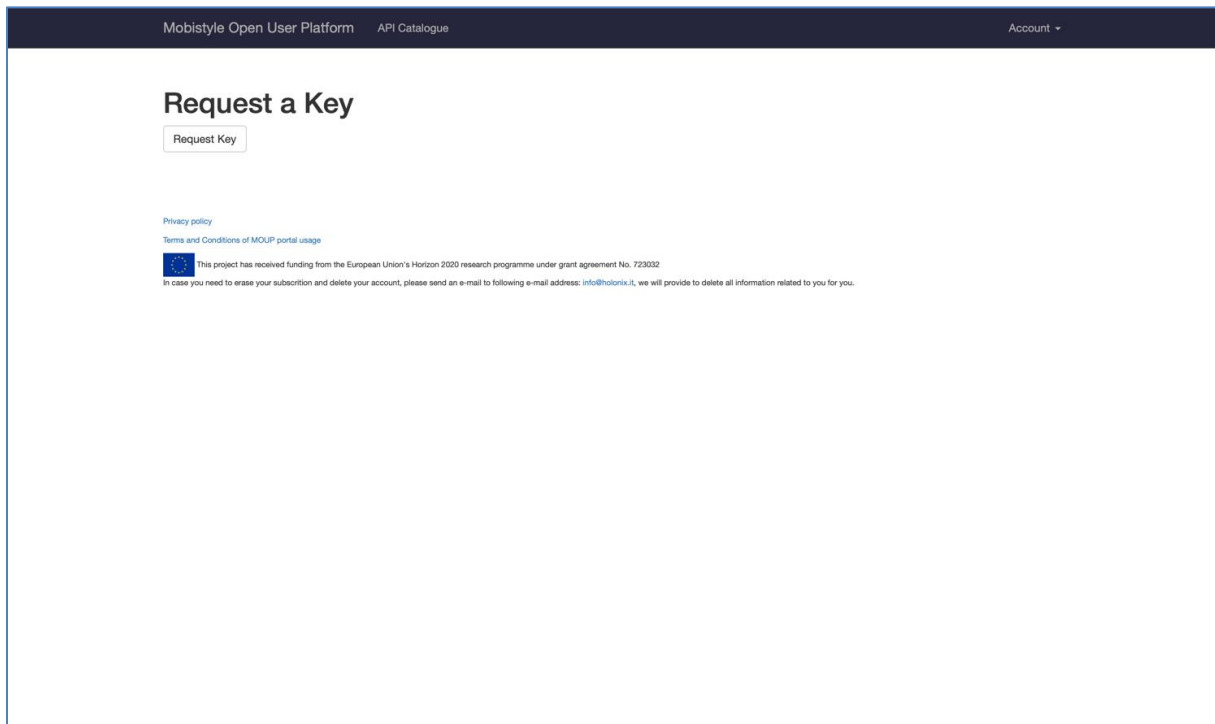 Mobistyle Open User Platform API Catalogue Account
Request a Key
Request Key
Privacy policy
Terms and Conditions of MOUP portal usage
This project has received funding from the European Union's Horizon 2020 research programme under grant agreement No. 723032
In case you need to erase your subscrition and delete your account, please send an e-mail to following e-mail address: info@holonix.it, we will provide to delete all information related to you for you.